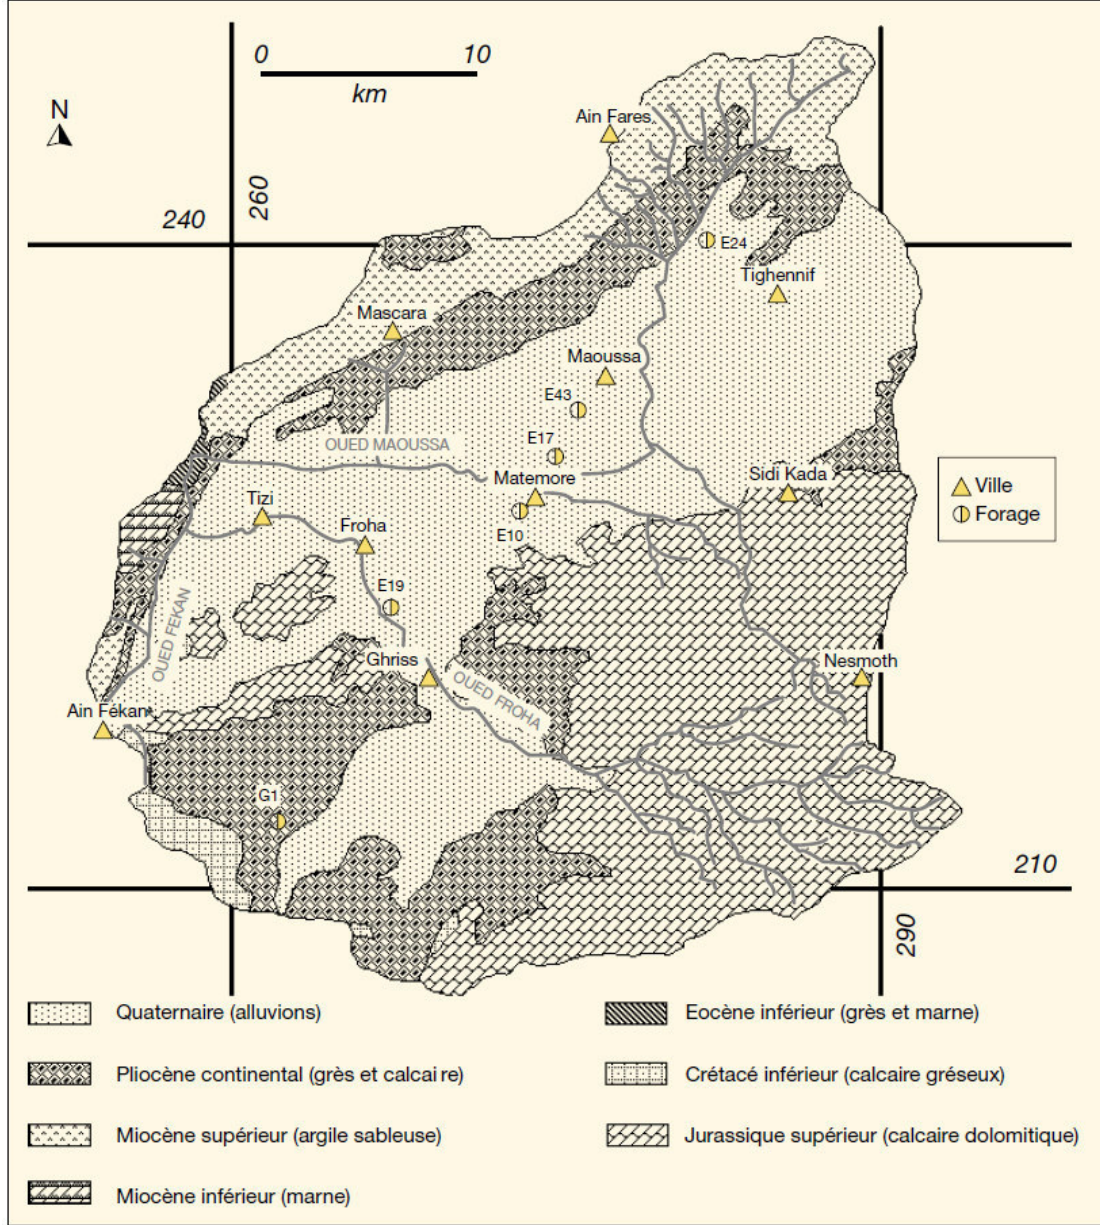 0 10
km
N
Ain Fares
260
240
E24
Tighennif
Mascara
Maoussa
E43
OUED MAOUSSA
E17
Matemore
Sidi Kada
Ville
Forage
Tizi
Froha
E10
E19
OUED FEKAN
Ghriss
OUED FROHA
Nesmoth
Ain Fékan
G1
210
290
Quaternaire (alluvions)
Pliocène continental (grès et calcai re)
Miocène supérieur (argile sableuse)
Miocène inférieur (marne)
Eocène inférieur (grès et marne)
Crétacé inférieur (calcaire gréseux)
Jurassique supérieur (calcaire dolomitique)